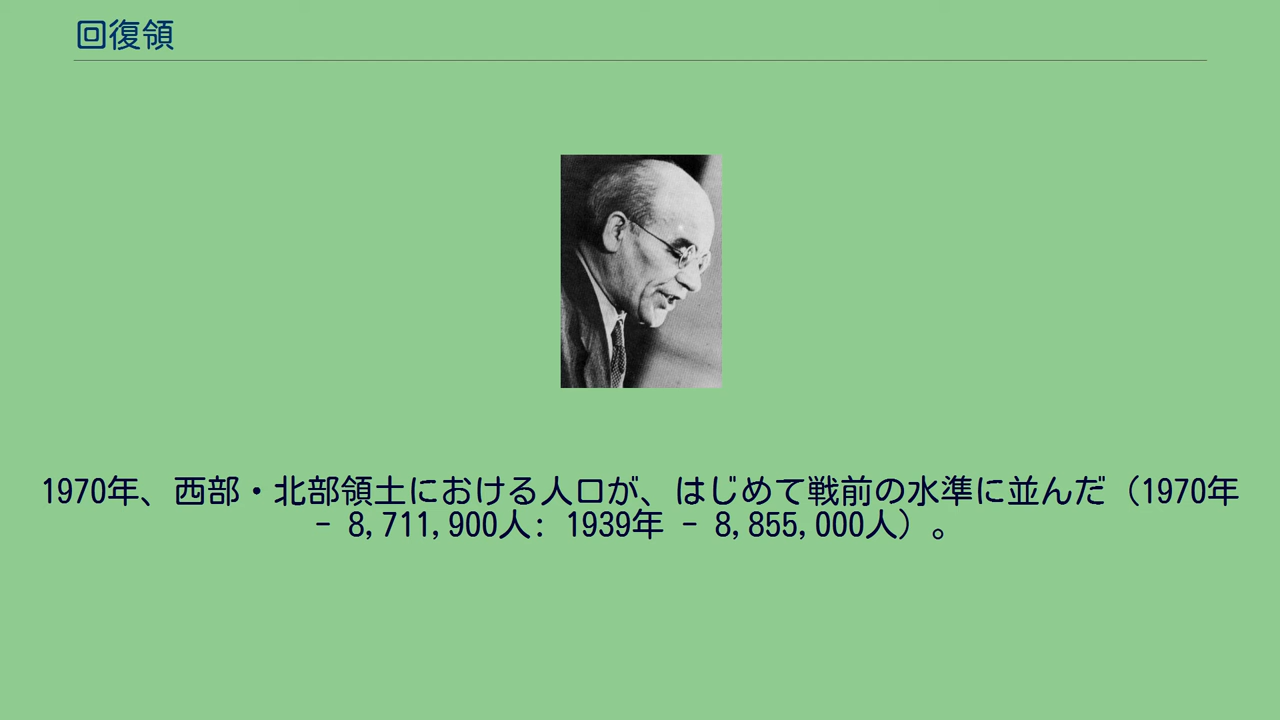 回復領
1970年、西部・北部領土における人口が、はじめて戦前の水準に並んだ（1970年
- 8,711,900人: 1939年 - 8,855,000人）。